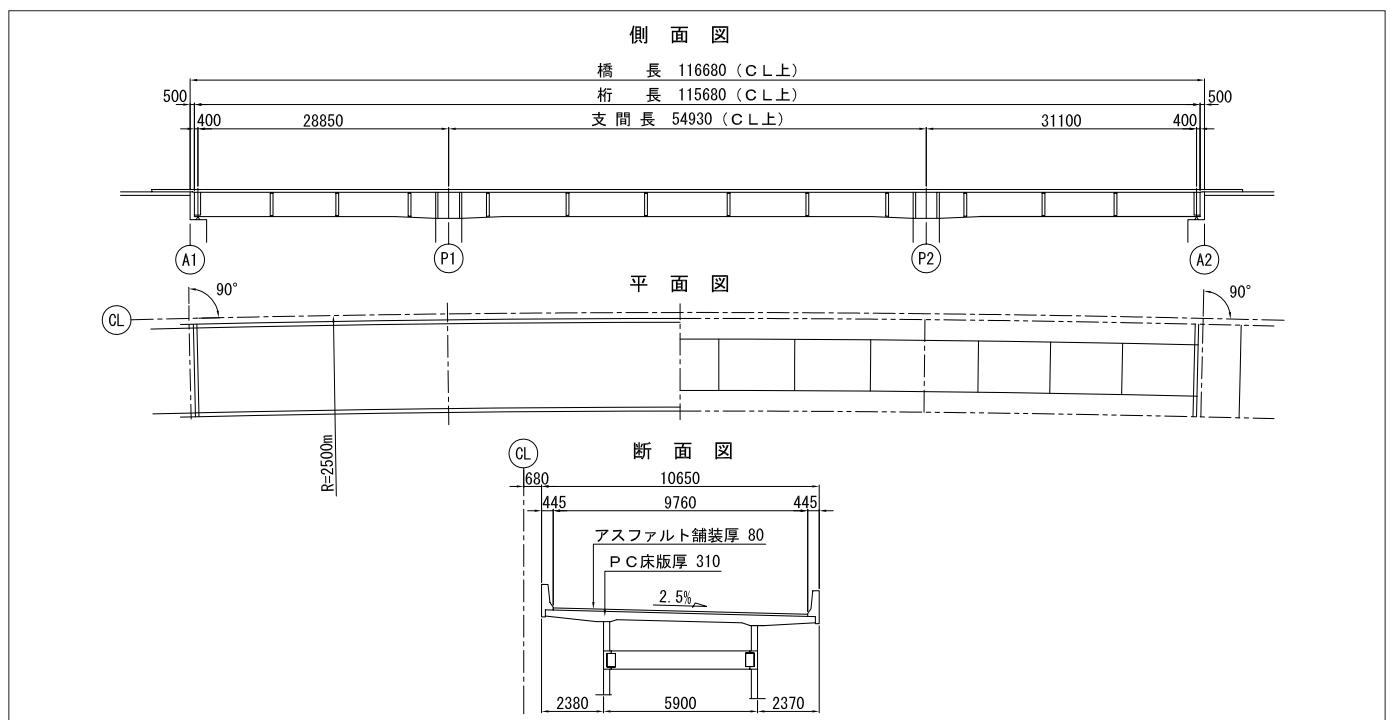 側 面 図
橋 長 116680 (CL上)
500 桁 長 115680 (CL上) 500
400 28850 支 間 長 54930 (CL上) 31100 400
A1 P1 P2 A2
平 面 図
90° 90°
CL
R=2500m
断 面 図
CL
680 10650
445 9760 445
アスファルト舗装厚 80
PC床版厚 310
2.5%
2380 5900 2370